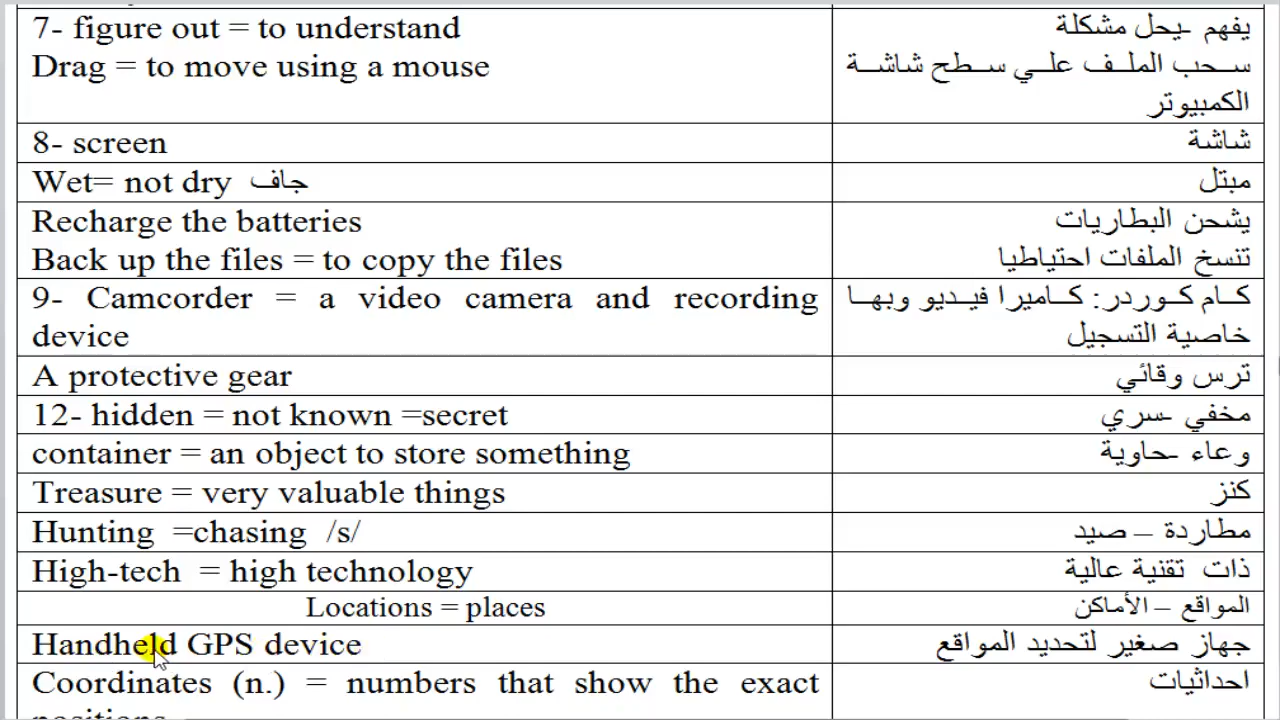 7- figure out = to understand
يفهم -يحل مشكلة
Drag = to move using a mouse
سحب الملف علي سطح شاشة
الكمبيوتر
8- screen
شاشة
Wet= not dry جاف
مبتل
Recharge the batteries
يشحن البطاريات
Back up the files = to copy the files
تنسخ الملفات احتياطيا
9- Camcorder = a video camera and recording
device
كام كوردر: كاميرا فيديو وبها
خاصية التسجيل
A protective gear
ترس وقائي
12- hidden = not known =secret
مخفي -سري
container = an object to store something
وعاء -حاوية
Treasure = very valuable things
كنز
Hunting =chasing /s/
مطاردة – صيد
High-tech = high technology
ذات تقنية عالية
Locations = places
المواقع – الأماكن
Handheld GPS device
جهاز صغير لتحديد المواقع
Coordinates (n.) = numbers that show the exact
positions
احداثيات